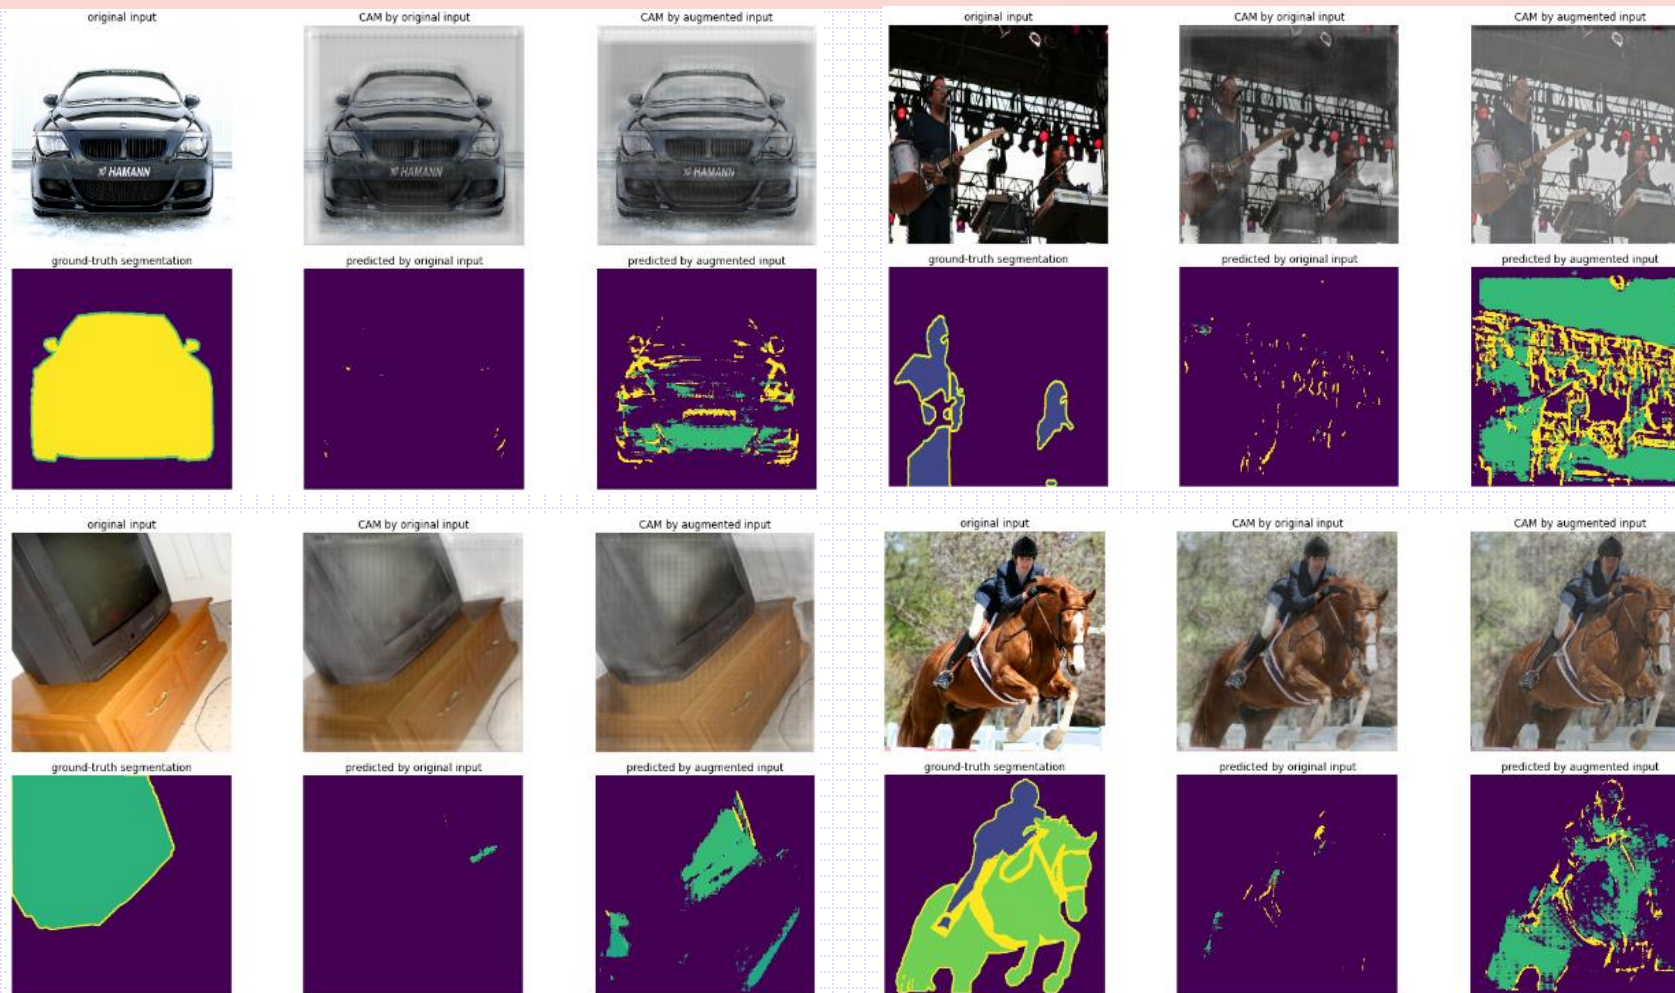 original input
CAM by original input
CAM by augmented input
HAMANN
HAMANN
HAMANN
ground-truth segmentation
predicted by original input
predicted by augmented input
original input
CAM by original input
CAM by augmented input
ground-truth segmentation
predicted by original input
predicted by augmented input
original input
CAM by original input
CAM by augmented input
ground-truth segmentation
predicted by original input
predicted by augmented input
original input
CAM by original input
CAM by augmented input
ground-truth segmentation
predicted by original input
predicted by augmented input